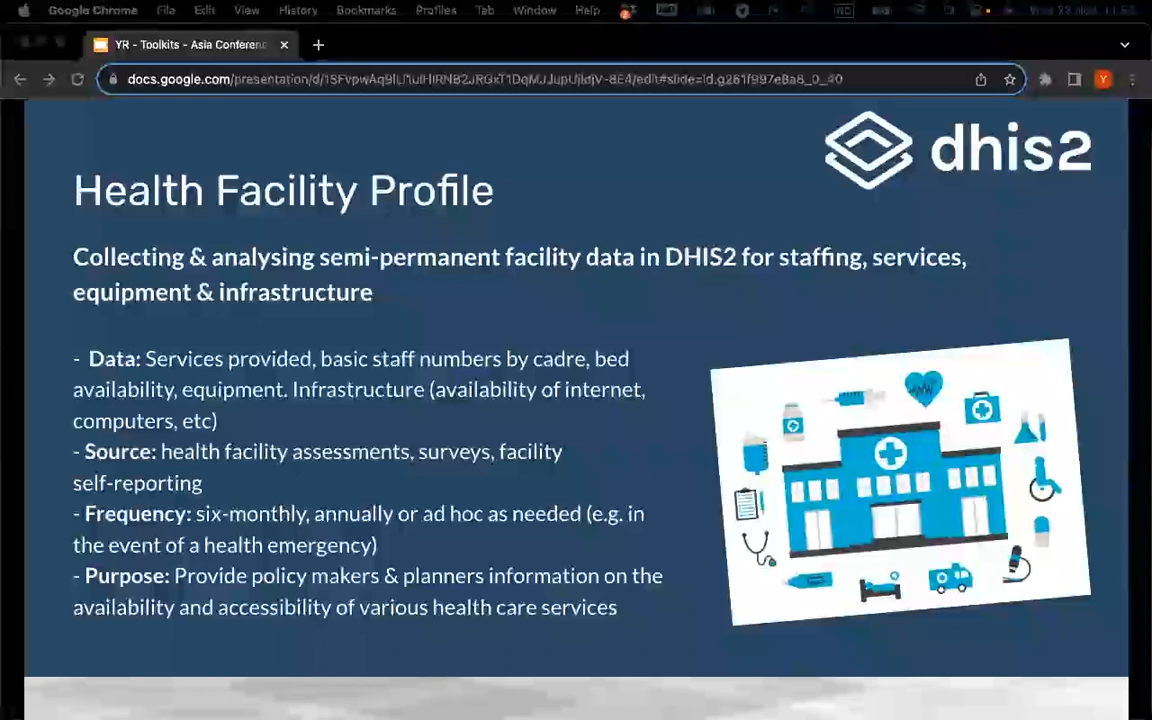 Google Chrome File Edit View History Bookmarks Profiles Tab Window Help
YR - Toolkits - Asia Conferenc
docs.google.com/presentation/d/
Y
dhis2
Health Facility Profile
Collecting & analysing semi-permanent facility data in DHIS2 for staffing, services,
equipment & infrastructure
- Data: Services provided, basic staff numbers by cadre, bed
availability, equipment. Infrastructure (availability of internet,
computers, etc)
- Source: health facility assessments, surveys, facility
self-reporting
- Frequency: six-monthly, annually or ad hoc as needed (e.g. in
the event of a health emergency)
- Purpose: Provide policy makers & planners information on the
availability and accessibility of various health care services